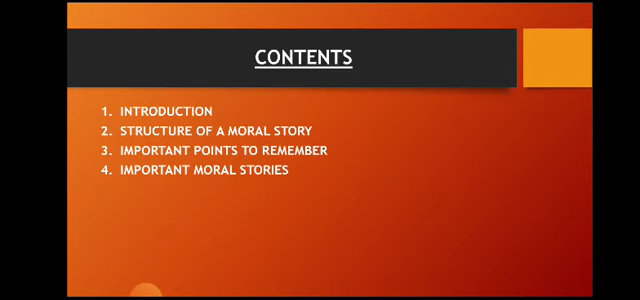 CONTENTS
1. INTRODUCTION
2. STRUCTURE OF A MORAL STORY
3. IMPORTANT POINTS TO REMEMBER
4. IMPORTANT MORAL STORIES